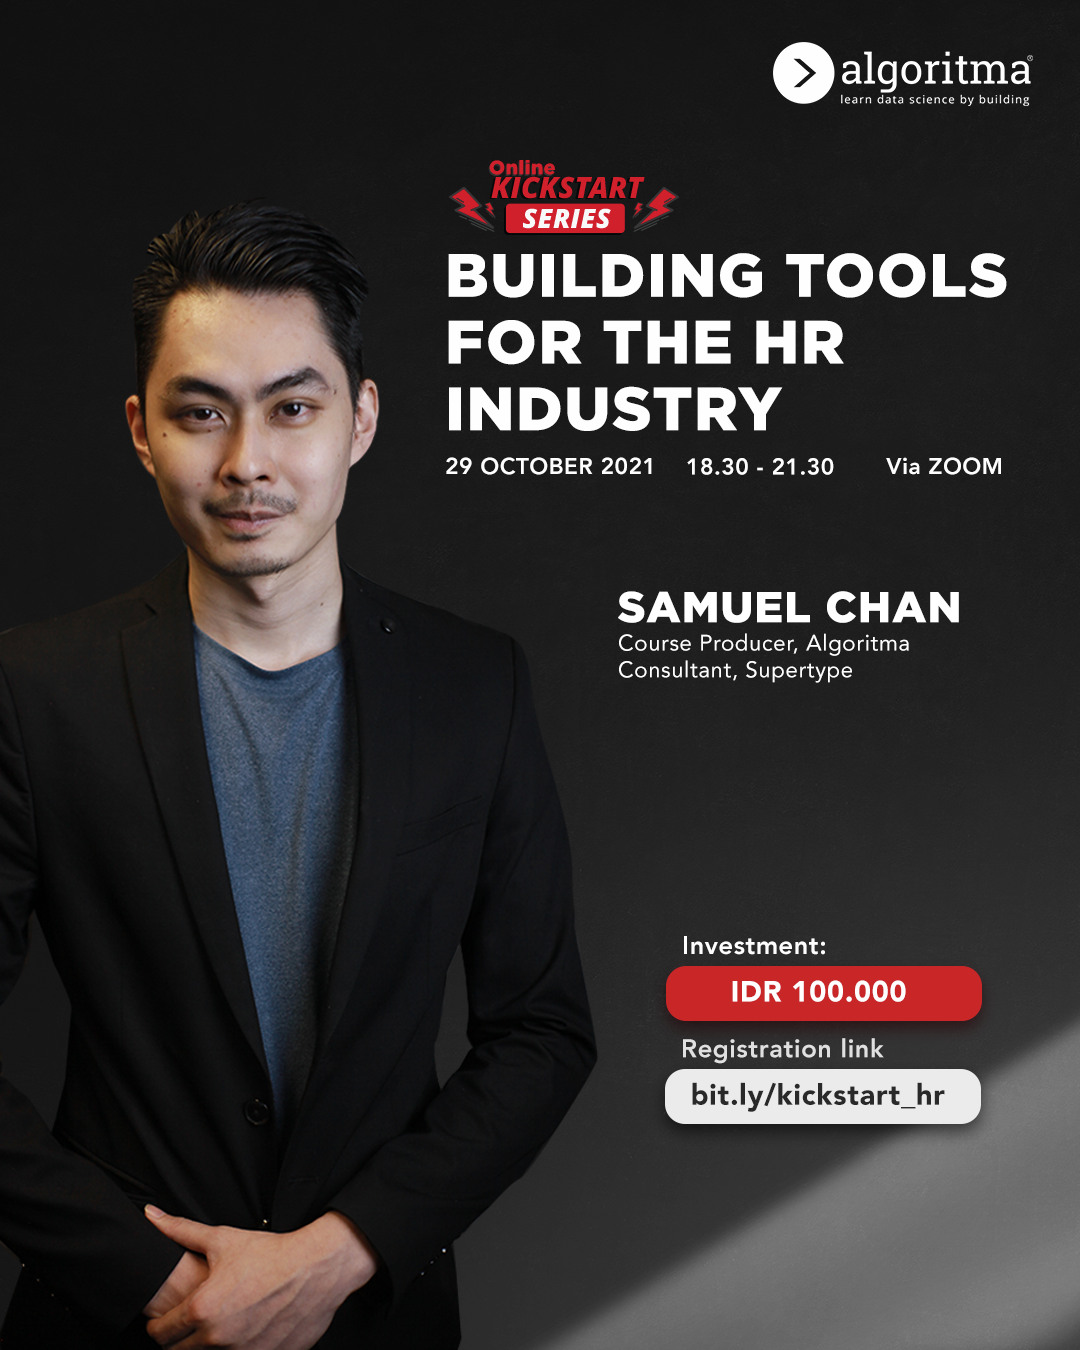 algoritma®
learn data science by building
Online
KICKSTART
SERIES
BUILDING TOOLS
FOR THE HR
INDUSTRY
29 OCTOBER 2021 18.30 - 21.30 Via ZOOM
SAMUEL CHAN
Course Producer, Algoritma
Consultant, Supertype
Investment:
IDR 100.000
Registration link
bit.ly/kickstart_hr